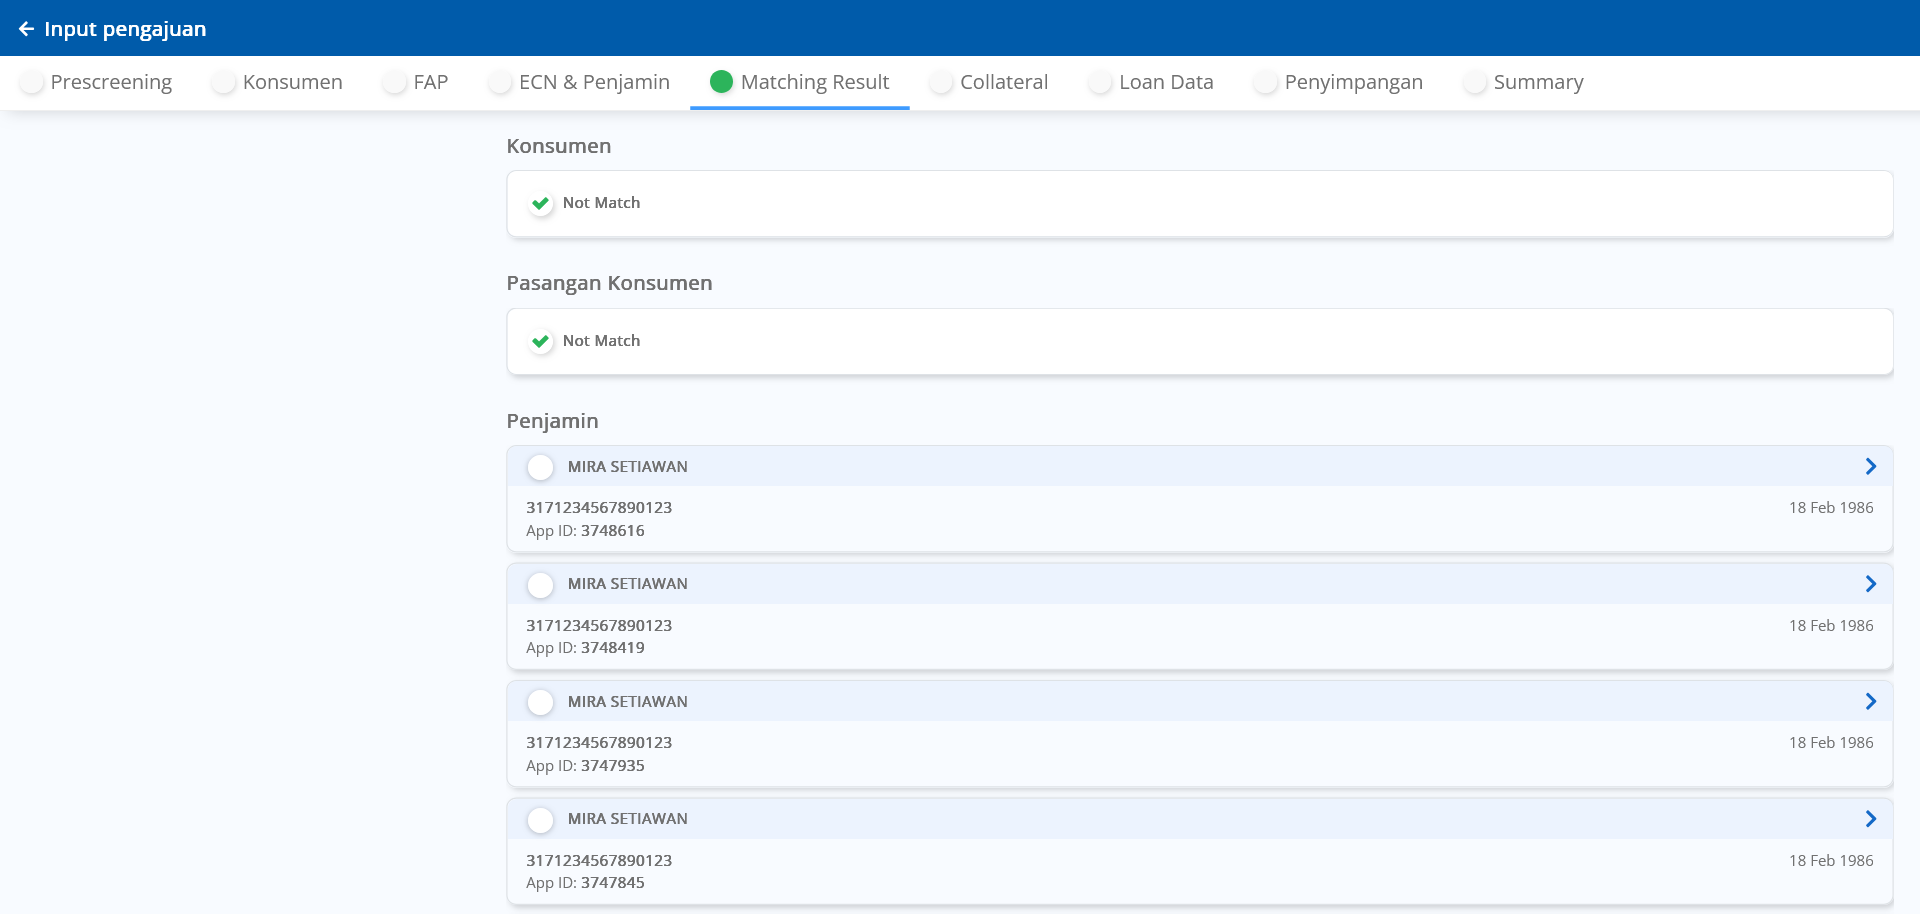 Input pengajuan
Prescreening Konsumen FAP ECN & Penjamin Matching Result Collateral Loan Data Penyimpangan Summary
Konsumen
Not Match
Pasangan Konsumen
Not Match
Penjamin
MIRA SETIAWAN
3171234567890123 18 Feb 1986
App ID: 3748616
MIRA SETIAWAN
3171234567890123 18 Feb 1986
App ID: 3748419
MIRA SETIAWAN
3171234567890123 18 Feb 1986
App ID: 3747935
MIRA SETIAWAN
3171234567890123 18 Feb 1986
App ID: 3747845